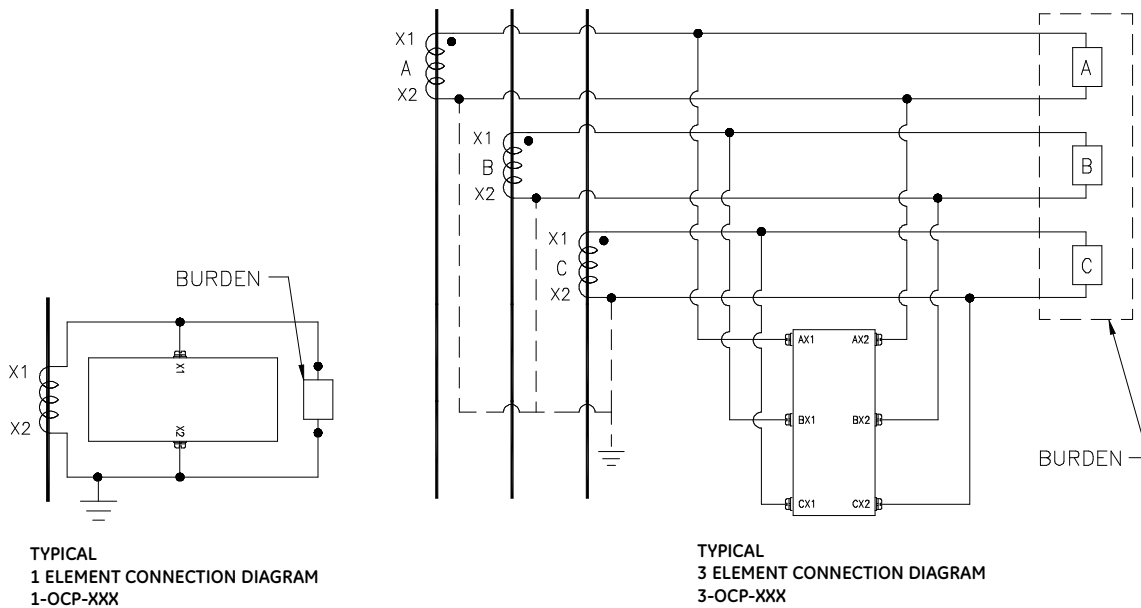 BURDEN
X1
X2
X1
X2
TYPICAL
1 ELEMENT CONNECTION DIAGRAM
1-OCP-XXX
X1
A
X2
X1
B
X2
X1
C
X2
A
B
C
AX1 AX2
BX1 BX2
CX1 CX2
BURDEN
TYPICAL
3 ELEMENT CONNECTION DIAGRAM
3-OCP-XXX